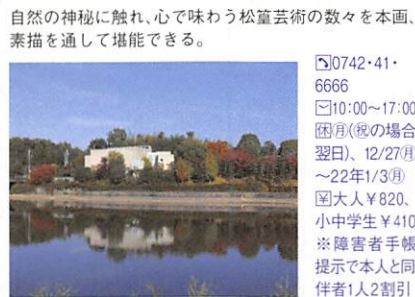 自然の神秘に触れ、心で味わう松篁芸術の数々を本画、
素描を通して堪能できる。
☎0742・41・
6666
10:00~17:00
休月(祝の場合
翌日)、12/27月
~22年1/3月
¥大人¥820、
小中学生¥410
※障害者手帳
提示で本人と同
伴者1人2割引